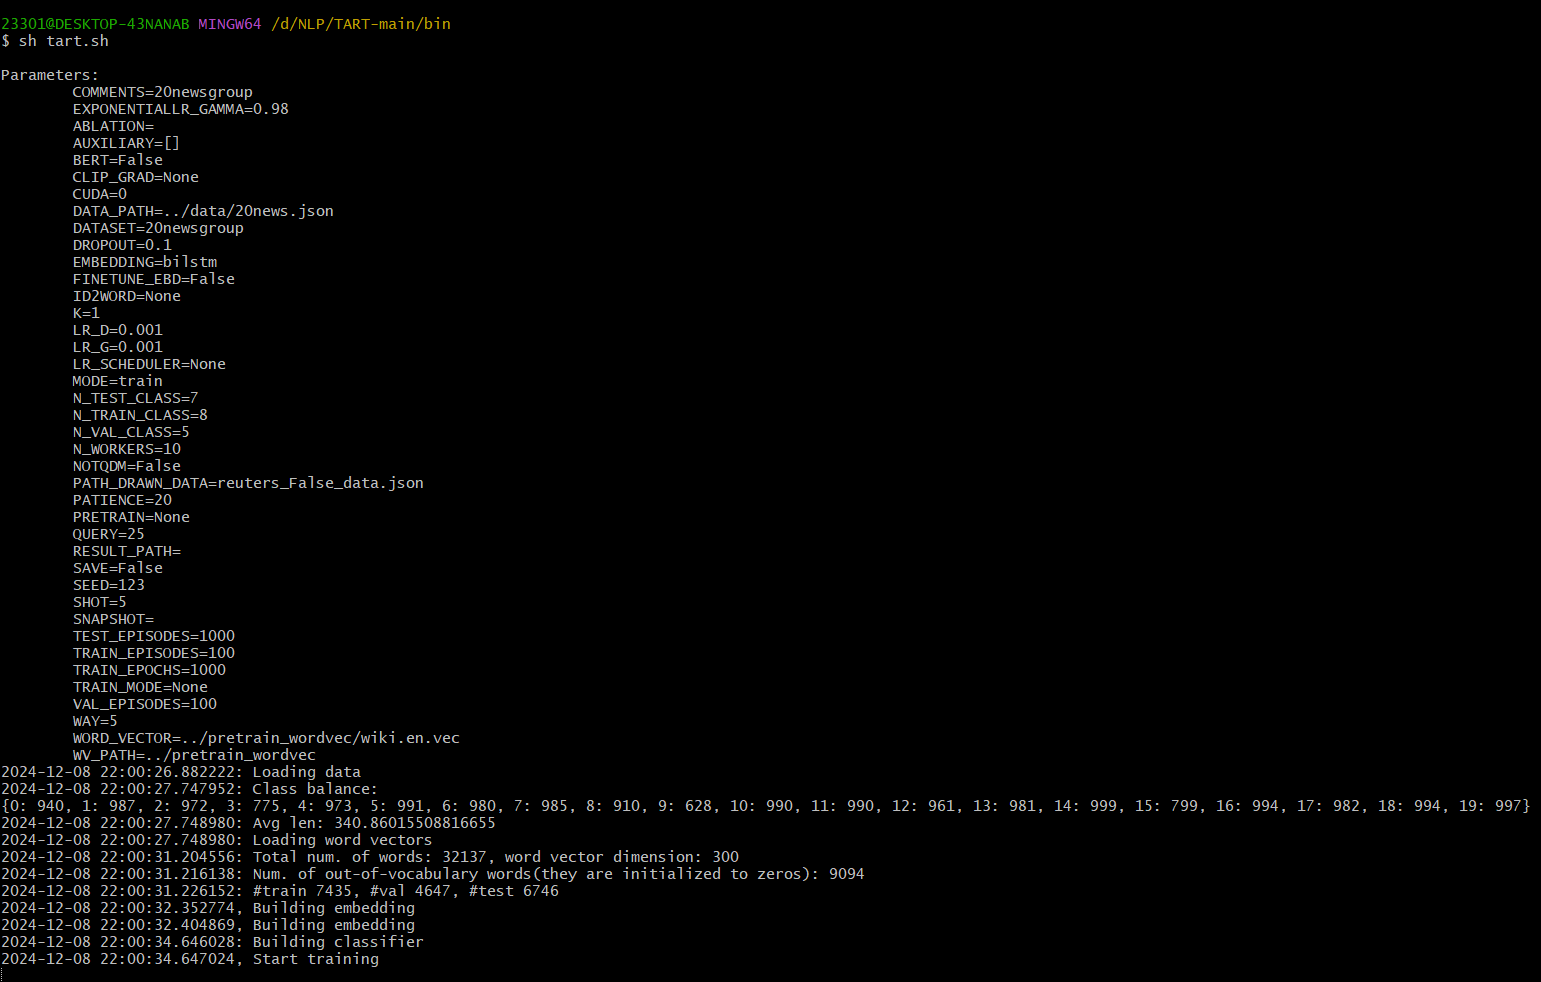 23301@DESKTOP-43NANAB MINGW64 /d/NLP/TART-main/bin
$ sh tart.sh
Parameters:
COMMENTS=20newsgroup
EXPONENTIALLR_GAMMA=0.98
ABLATION=
AUXILIARY=[]
BERT=False
CLIP_GRAD=None
CUDA=0
DATA_PATH=../data/20news.json
DATASET=20newsgroup
DROPOUT=0.1
EMBEDDING=bilstm
FINETUNE_EBD=False
ID2WORD=None
K=1
LR_D=0.001
LR_G=0.001
LR_SCHEDULER=None
MODE=train
N_TEST_CLASS=7
N_TRAIN_CLASS=8
N_VAL_CLASS=5
N_WORKERS=10
NOTQDM=False
PATH_DRAWN_DATA=reuters_False_data.json
PATIENCE=20
PRETRAIN=None
QUERY=25
RESULT_PATH=
SAVE=False
SEED=123
SHOT=5
SNAPSHOT=
TEST_EPISODES=1000
TRAIN_EPISODES=100
TRAIN_EPOCHS=1000
TRAIN_MODE=None
VAL_EPISODES=100
WAY=5
WORD_VECTOR=../pretrain_wordvec/wiki.en.vec
WV_PATH=../pretrain_wordvec
2024-12-08 22:00:26.882222: Loading data
2024-12-08 22:00:27.747952: Class balance:
{0: 940, 1: 987, 2: 972, 3: 775, 4: 973, 5: 991, 6: 980, 7: 985, 8: 910, 9: 628, 10: 990, 11: 990, 12: 961, 13: 981, 14: 999, 15: 799, 16: 994, 17: 982, 18: 994, 19: 997}
2024-12-08 22:00:27.748980: Avg len: 340.86015508816655
2024-12-08 22:00:27.748980: Loading word vectors
2024-12-08 22:00:31.204556: Total num. of words: 32137, word vector dimension: 300
2024-12-08 22:00:31.216138: Num. of out-of-vocabulary words(they are initialized to zeros): 9094
2024-12-08 22:00:31.226152: #train 7435, #val 4647, #test 6746
2024-12-08 22:00:32.352774, Building embedding
2024-12-08 22:00:32.404869, Building embedding
2024-12-08 22:00:34.646028: Building classifier
2024-12-08 22:00:34.647024, Start training